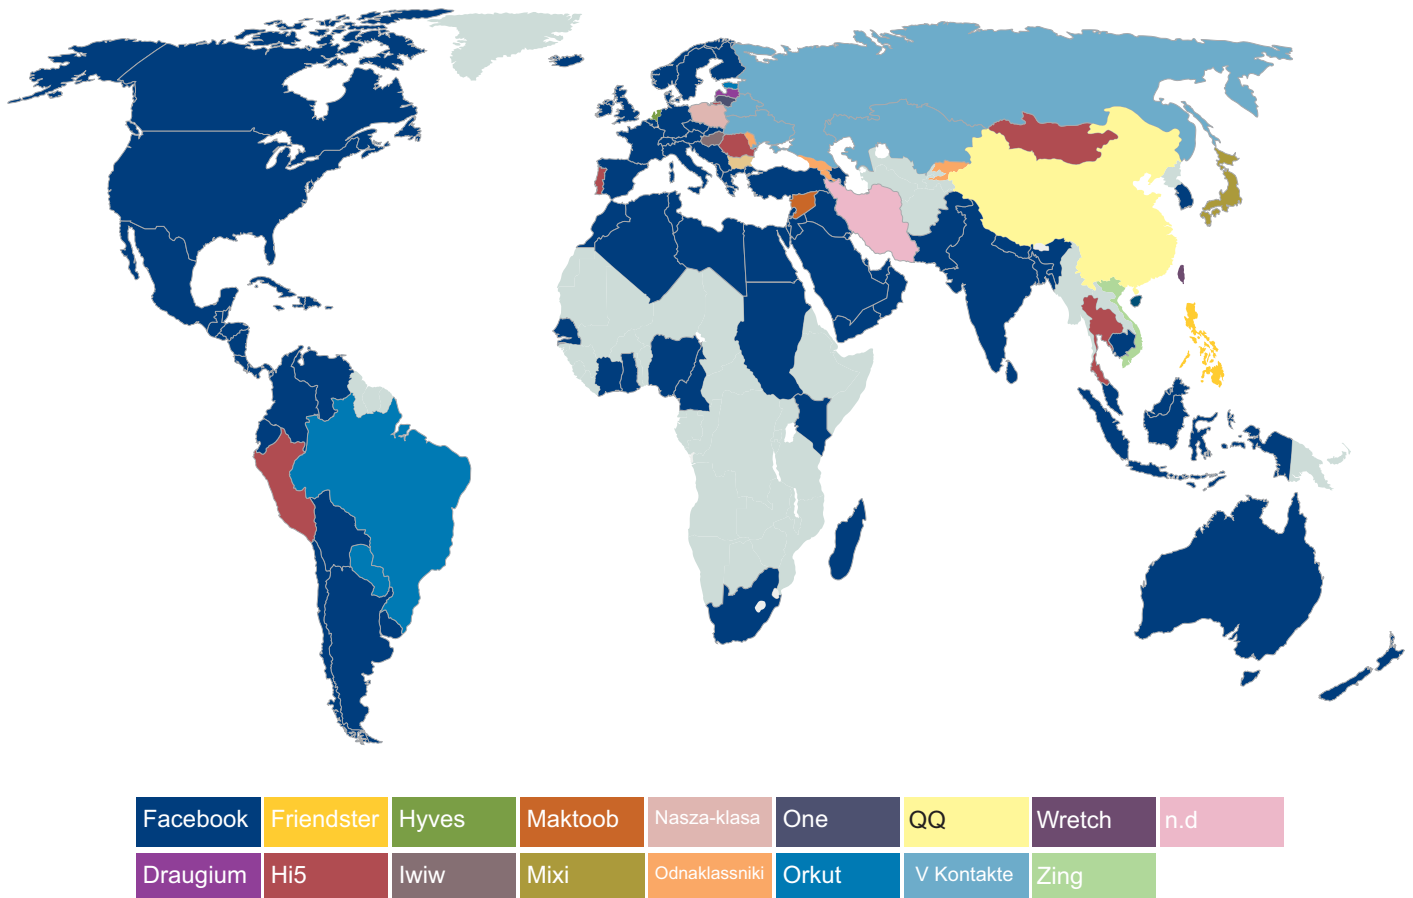 Facebook Friendster Hyves Maktoob Nasza-klasa One QQ Wretch n.d
Draugium Hi5 Iwiw Mixi Odnaklassniki Orkut V Kontakte Zing